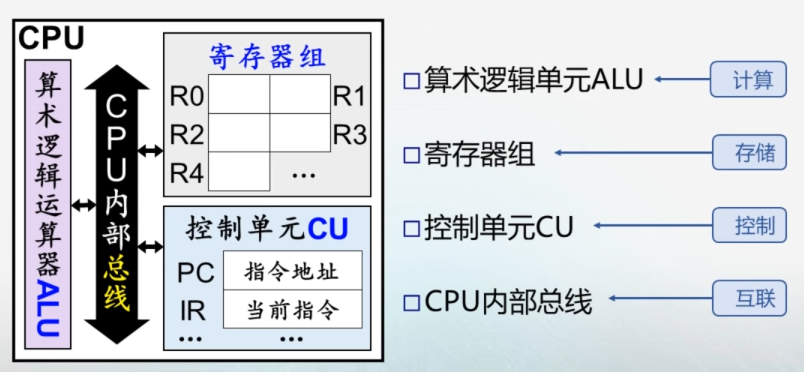 CPU
算术逻辑运算器ALU
CPU内部总线
寄存器组
R0 R1
R2 R3
R4 ...
控制单元CU
PC 指令地址
IR 当前指令
... ...
算术逻辑单元ALU 计算
寄存器组 存储
控制单元CU 控制
CPU内部总线 互联